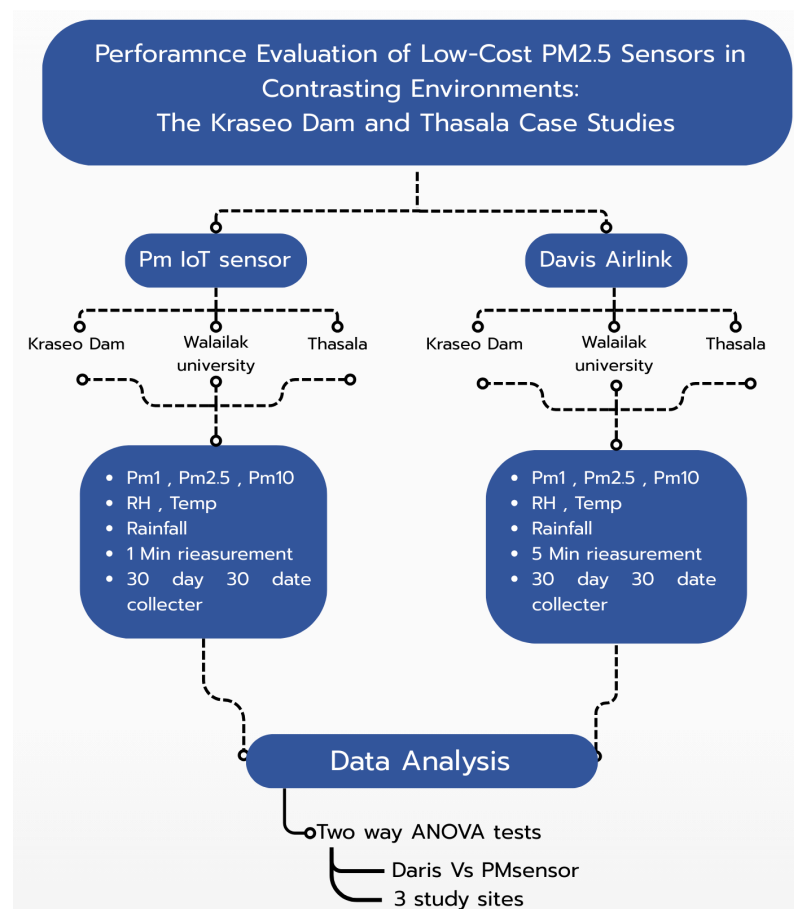 Perforamnce Evaluation of Low-Cost PM2.5 Sensors in
Contrasting Environments:
The Kraseo Dam and Thasala Case Studies
Pm IoT sensor
Davis Airlink
Kraseo Dam
Walailak
university
Thasala
Kraseo Dam
Walailak
university
Thasala
• Pm1 , Pm2.5 , Pm10
• RH , Temp
• Rainfall
• 1 Min rieasurement
• 30 day 30 date
collecter
• Pm1 , Pm2.5 , Pm10
• RH , Temp
• Rainfall
• 5 Min rieasurement
• 30 day 30 date
collecter
Data Analysis
Two way ANOVA tests
Daris Vs PMsensor
3 study sites